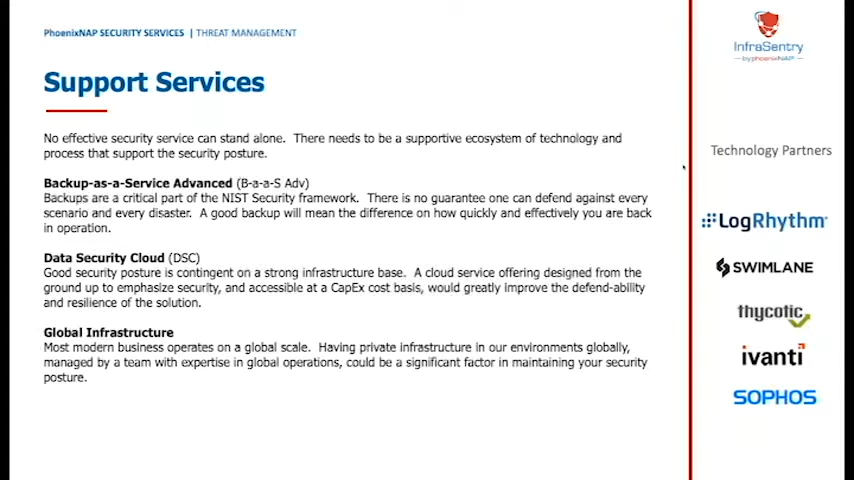 PhoenixNAP SECURITY SERVICES | THREAT MANAGEMENT
Support Services
No effective security service can stand alone. There needs to be a supportive ecosystem of technology and
process that support the security posture.
Backup-as-a-Service Advanced (B-a-a-S Adv)
Backups are a critical part of the NIST Security framework. There is no guarantee one can defend against every
scenario and every disaster. A good backup will mean the difference on how quickly and effectively you are back
in operation.
Data Security Cloud (DSC)
Good security posture is contingent on a strong infrastructure base. A cloud service offering designed from the
ground up to emphasize security, and accessible at a CapEx cost basis, would greatly improve the defend-ability
and resilience of the solution.
Global Infrastructure
Most modern business operates on a global scale. Having private infrastructure in our environments globally,
managed by a team with expertise in global operations, could be a significant factor in maintaining your security
posture.
InfraSentry
by phoenixNAP
Technology Partners
LogRhythm
SWIMLANE
thycotic
ivanti
SOPHOS